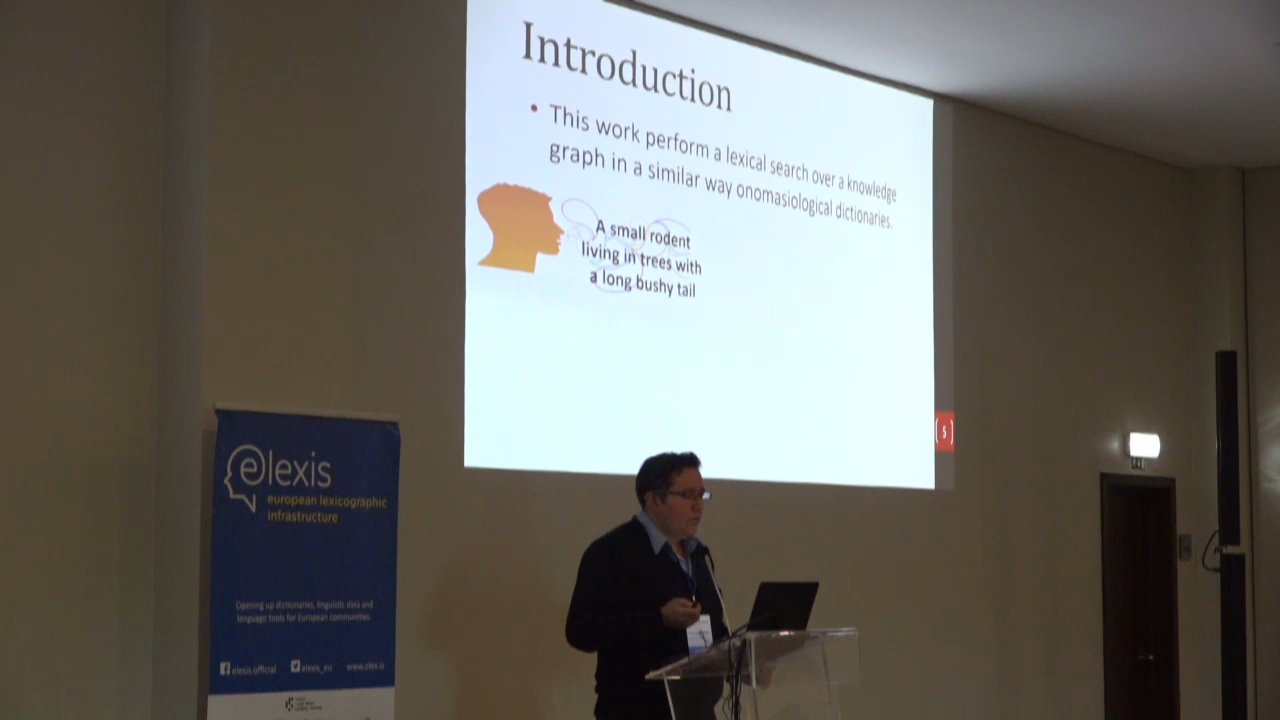 Introduction
• This work perform a lexical search over a knowledge
graph in a similar way onomasiological dictionaries.
A small rodent
living in trees with
a long bushy tail
5
elexis
european lexicographic
infrastructure
Opening up dictionaries, linguistic data and
language tools for European communities.
elexis.official elexis_eu www.elex.is